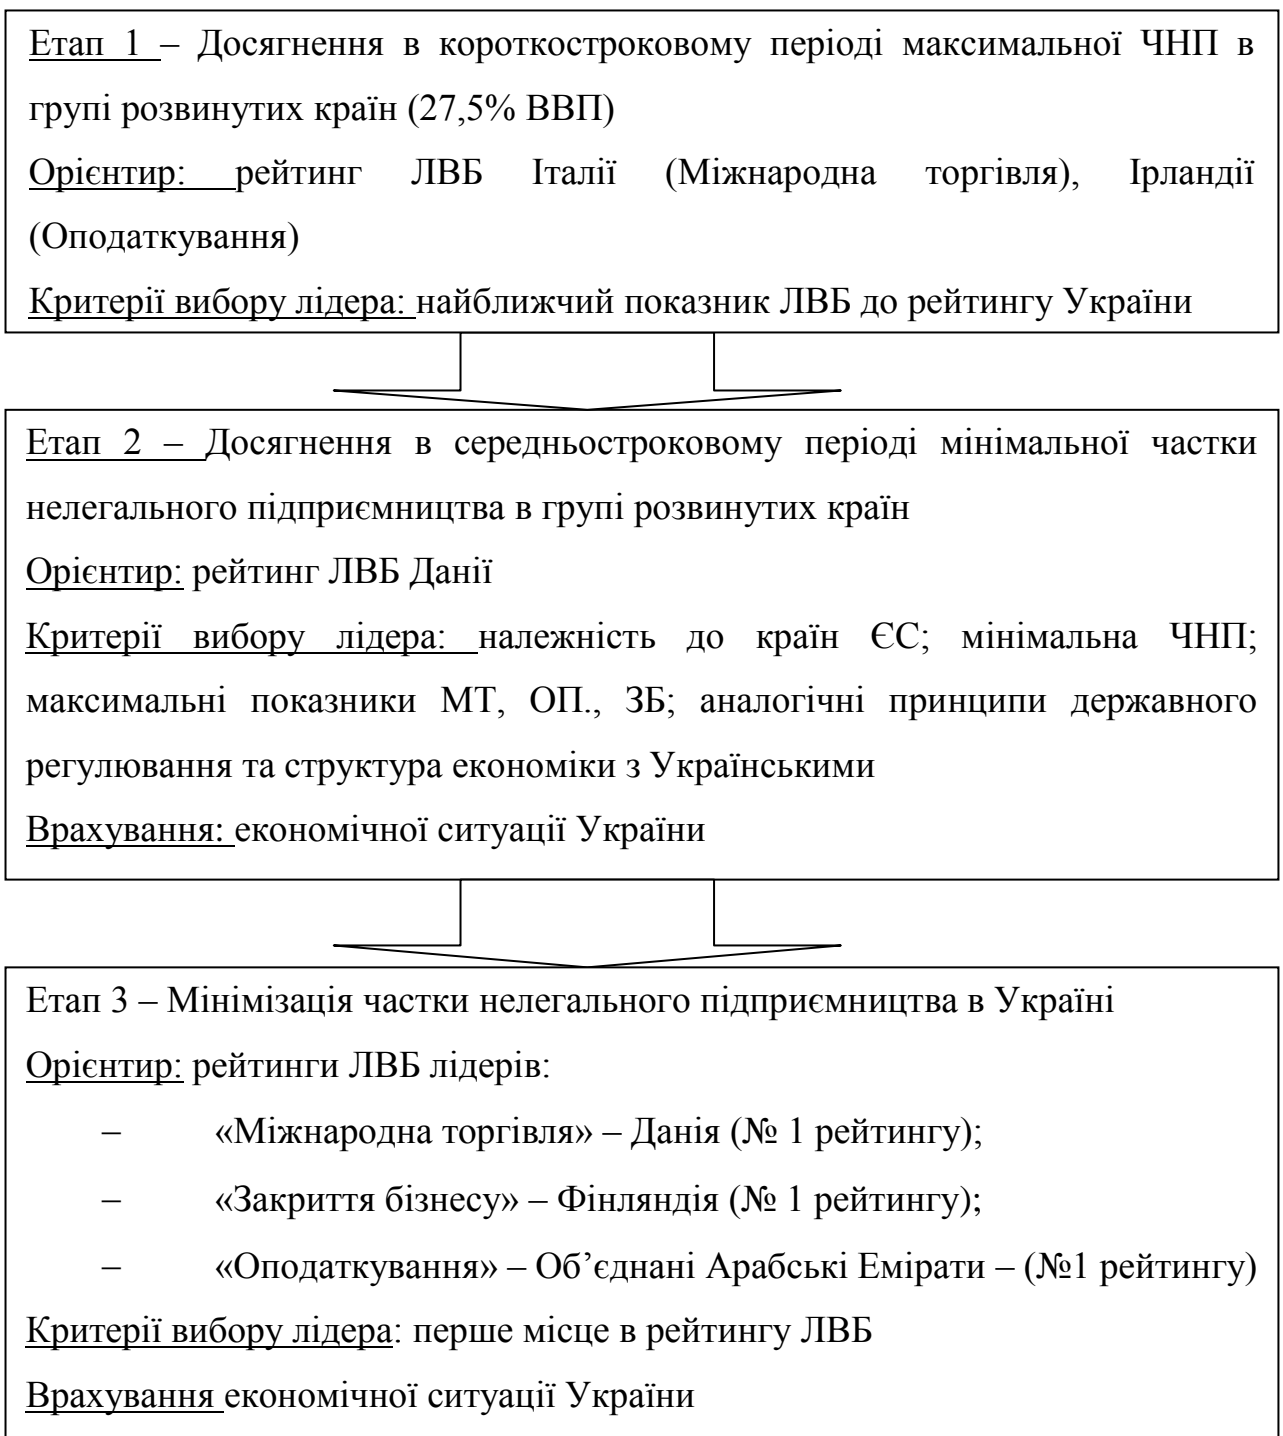 Етап 1 – Досягнення в короткостроковому періоді максимальної ЧНП в
групі розвинутих країн (27,5% ВВП)
Орієнтир: рейтинг ЛВБ Італії (Міжнародна торгівля), Ірландії
(Оподаткування)
Критерії вибору лідера: найближчий показник ЛВБ до рейтингу України
Етап 2 – Досягнення в середньостроковому періоді мінімальної частки
нелегального підприємництва в групі розвинутих країн
Орієнтир: рейтинг ЛВБ Данії
Критерії вибору лідера: належність до країн ЄС; мінімальна ЧНП;
максимальні показники МТ, ОП., ЗБ; аналогічні принципи державного
регулювання та структура економіки з Українськими
Врахування: економічної ситуації України
Етап 3 – Мінімізація частки нелегального підприємництва в Україні
Орієнтир: рейтинги ЛВБ лідерів:
– «Міжнародна торгівля» – Данія (№ 1 рейтингу);
– «Закриття бізнесу» – Фінляндія (№ 1 рейтингу);
– «Оподаткування» – Об’єднані Арабські Емірати – (№1 рейтингу)
Критерії вибору лідера: перше місце в рейтингу ЛВБ
Врахування економічної ситуації України